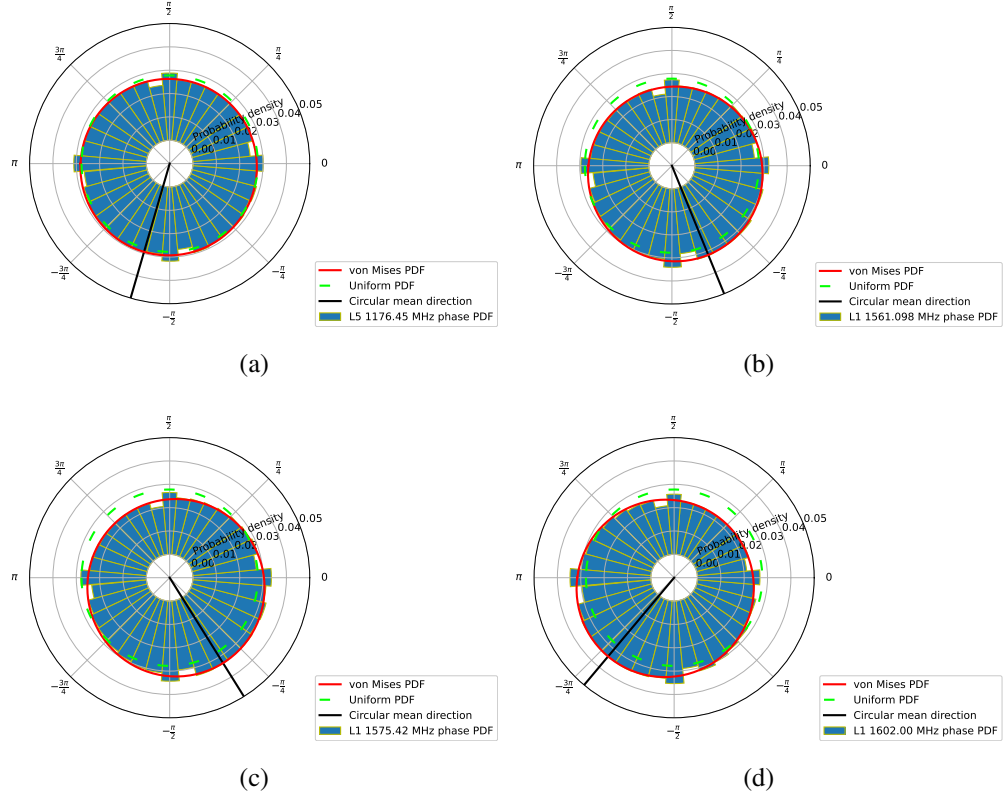 π/2
3π/4
π/4
Probability density
0.00 0.01 0.02 0.03 0.04 0.05
π
0
-3π/4
-π/4
-π/2
von Mises PDF
Uniform PDF
Circular mean direction
L5 1176.45 MHz phase PDF
(a)
π/2
3π/4
π/4
Probability density
0.00 0.01 0.02 0.03 0.04 0.05
π
0
-3π/4
-π/4
-π/2
von Mises PDF
Uniform PDF
Circular mean direction
L1 1561.098 MHz phase PDF
(b)
π/2
3π/4
π/4
Probability density
0.00 0.01 0.02 0.03 0.04 0.05
π
0
-3π/4
-π/4
-π/2
von Mises PDF
Uniform PDF
Circular mean direction
L1 1575.42 MHz phase PDF
(c)
π/2
3π/4
π/4
Probability density
0.00 0.01 0.02 0.03 0.04 0.05
π
0
-3π/4
-π/4
-π/2
von Mises PDF
Uniform PDF
Circular mean direction
L1 1602.00 MHz phase PDF
(d)